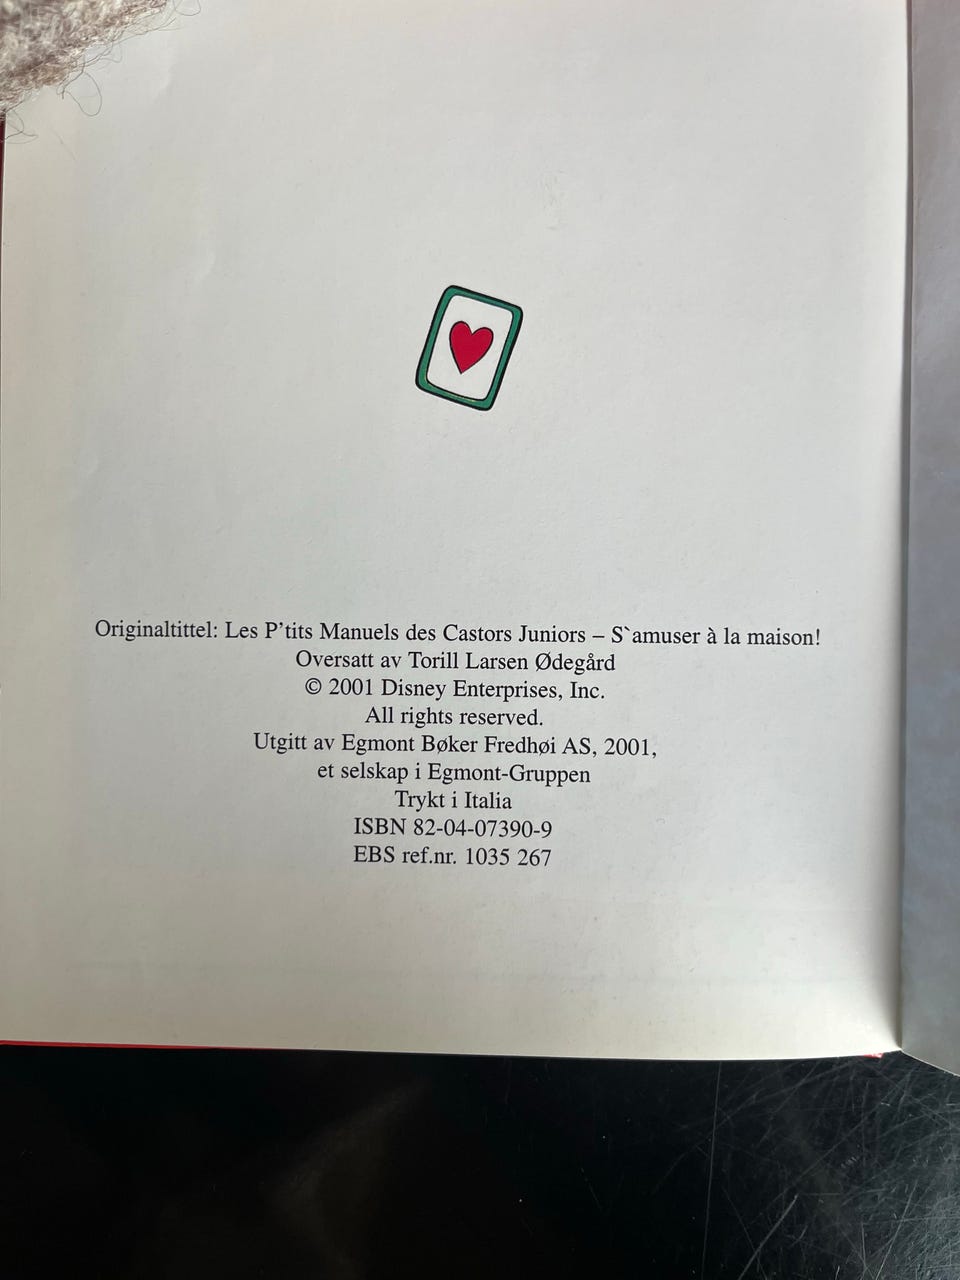 Originaltittel: Les P'tits Manuels des Castors Juniors – S`amuser à la maison!
Oversatt av Torill Larsen Ødegård
© 2001 Disney Enterprises, Inc.
All rights reserved.
Utgitt av Egmont Bøker Fredhøi AS, 2001,
et selskap i Egmont-Gruppen
Trykt i Italia
ISBN 82-04-07390-9
EBS ref.nr. 1035 267